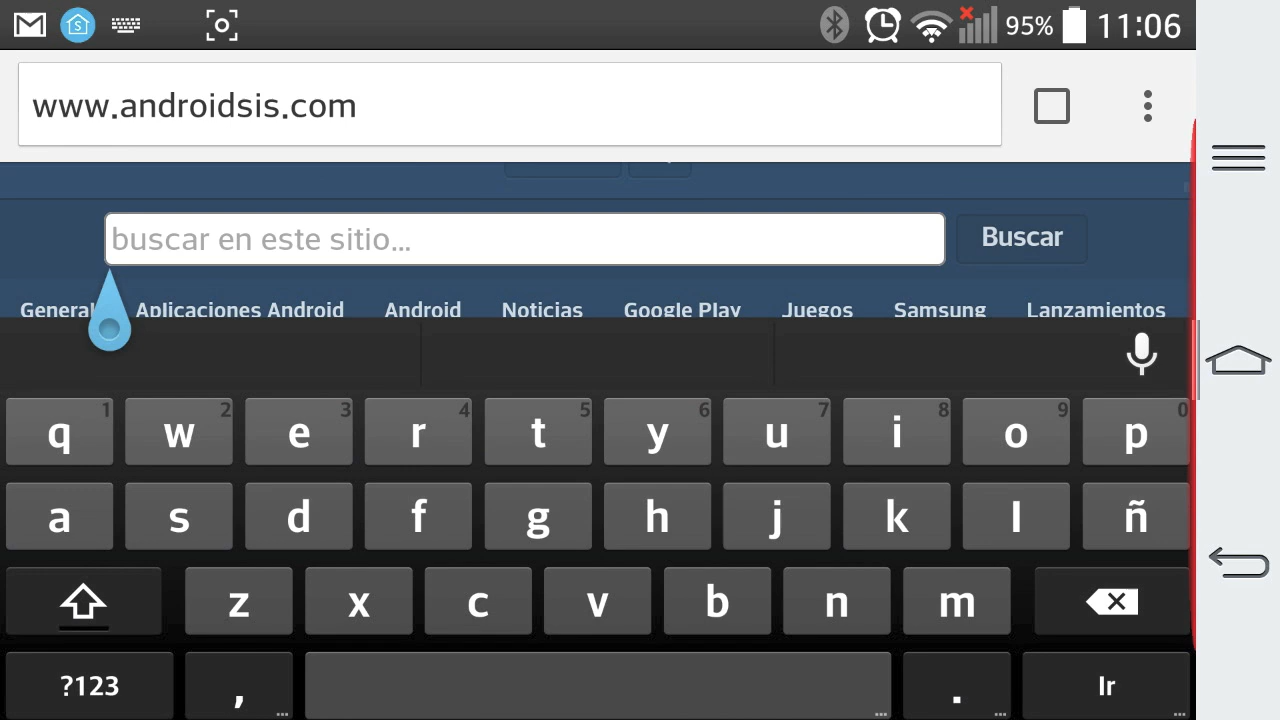 95% 11:06
www.androidsis.com
buscar en este sitio... Buscar
General Aplicaciones Android Android Noticias Google Play Juegos Samsung Lanzamientos
1 2 3 4 5 6 7 8 9 0
q w e r t y u i o p
a s d f g h j k l ñ
z x c v b n m
?123 , . Ir